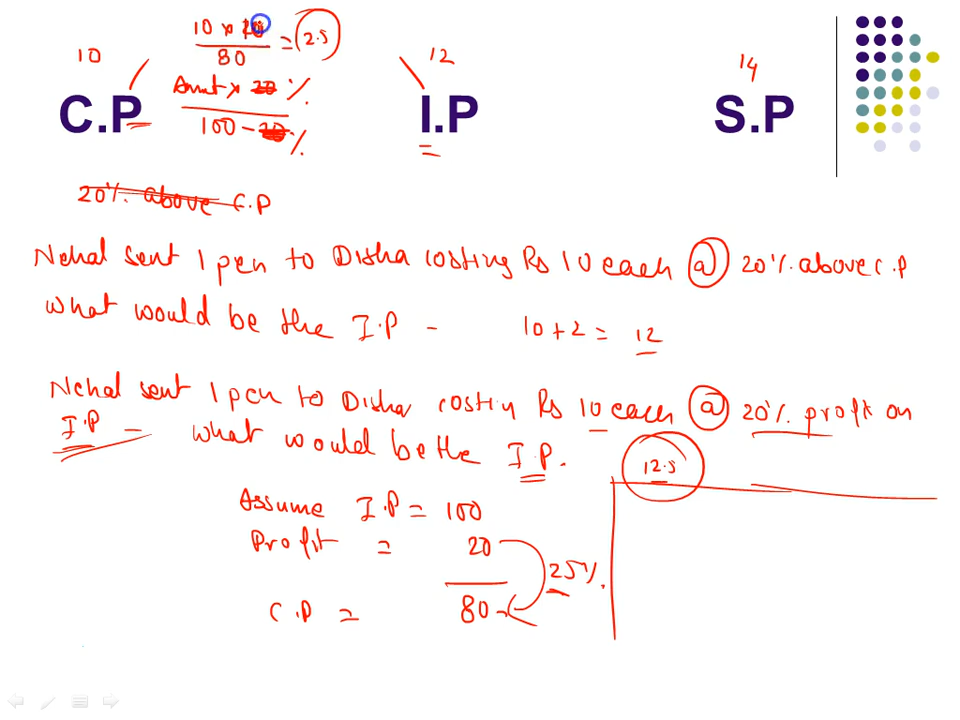 10 × 20 / 80 = 2.5
10
12
14
Amt × 20 % / 100 - 20 %
C.P
I.P
S.P
20% above C.P
Nehal sent 1 pen to Disha costing Rs 10 each @ 20% above C.P
What would be the I.P - 10 + 2 = 12
Nehal sent 1 pen to Disha costin Rs 10 each @ 20% profit on
I.P - What would be the I.P.
12.5
Assume I.P = 100
Profit = 20
25%.
C.P = 80